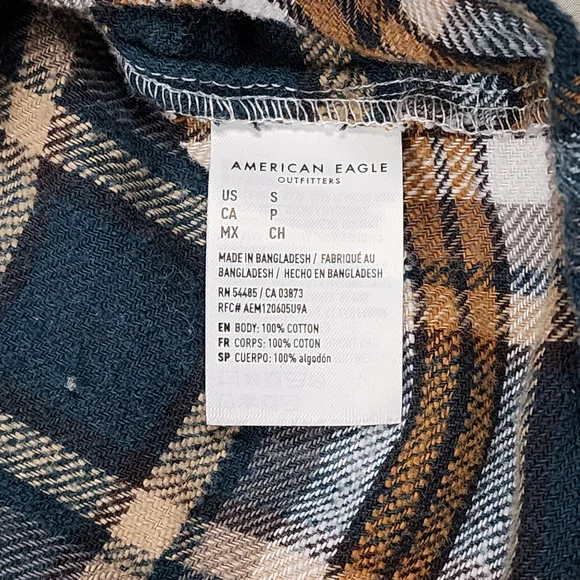 AMERICAN EAGLE
OUTFITTERS
US S
CA P
MX CH
MADE IN BANGLADESH / FABRIQUÉ AU
BANGLADESH / HECHO EN BANGLADESH
RN 54485 / CA 03873
RFC# AEM120605U9A
EN BODY: 100% COTTON
FR CORPS: 100% COTON
SP CUERPO: 100% algodón